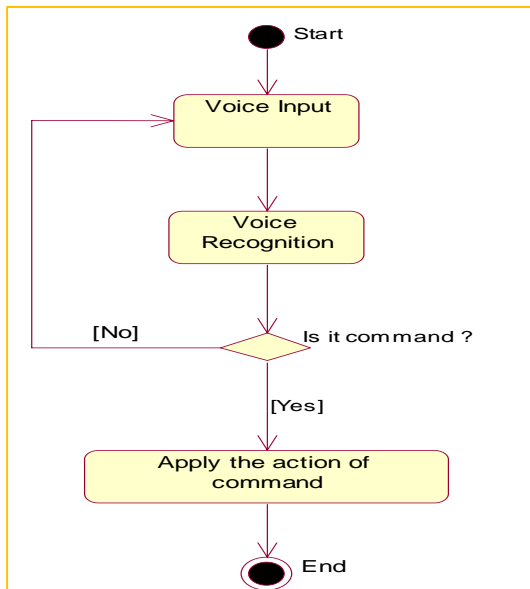 Start
Voice Input
Voice
Recognition
Is it command ?
[No]
[Yes]
Apply the action of
command
End